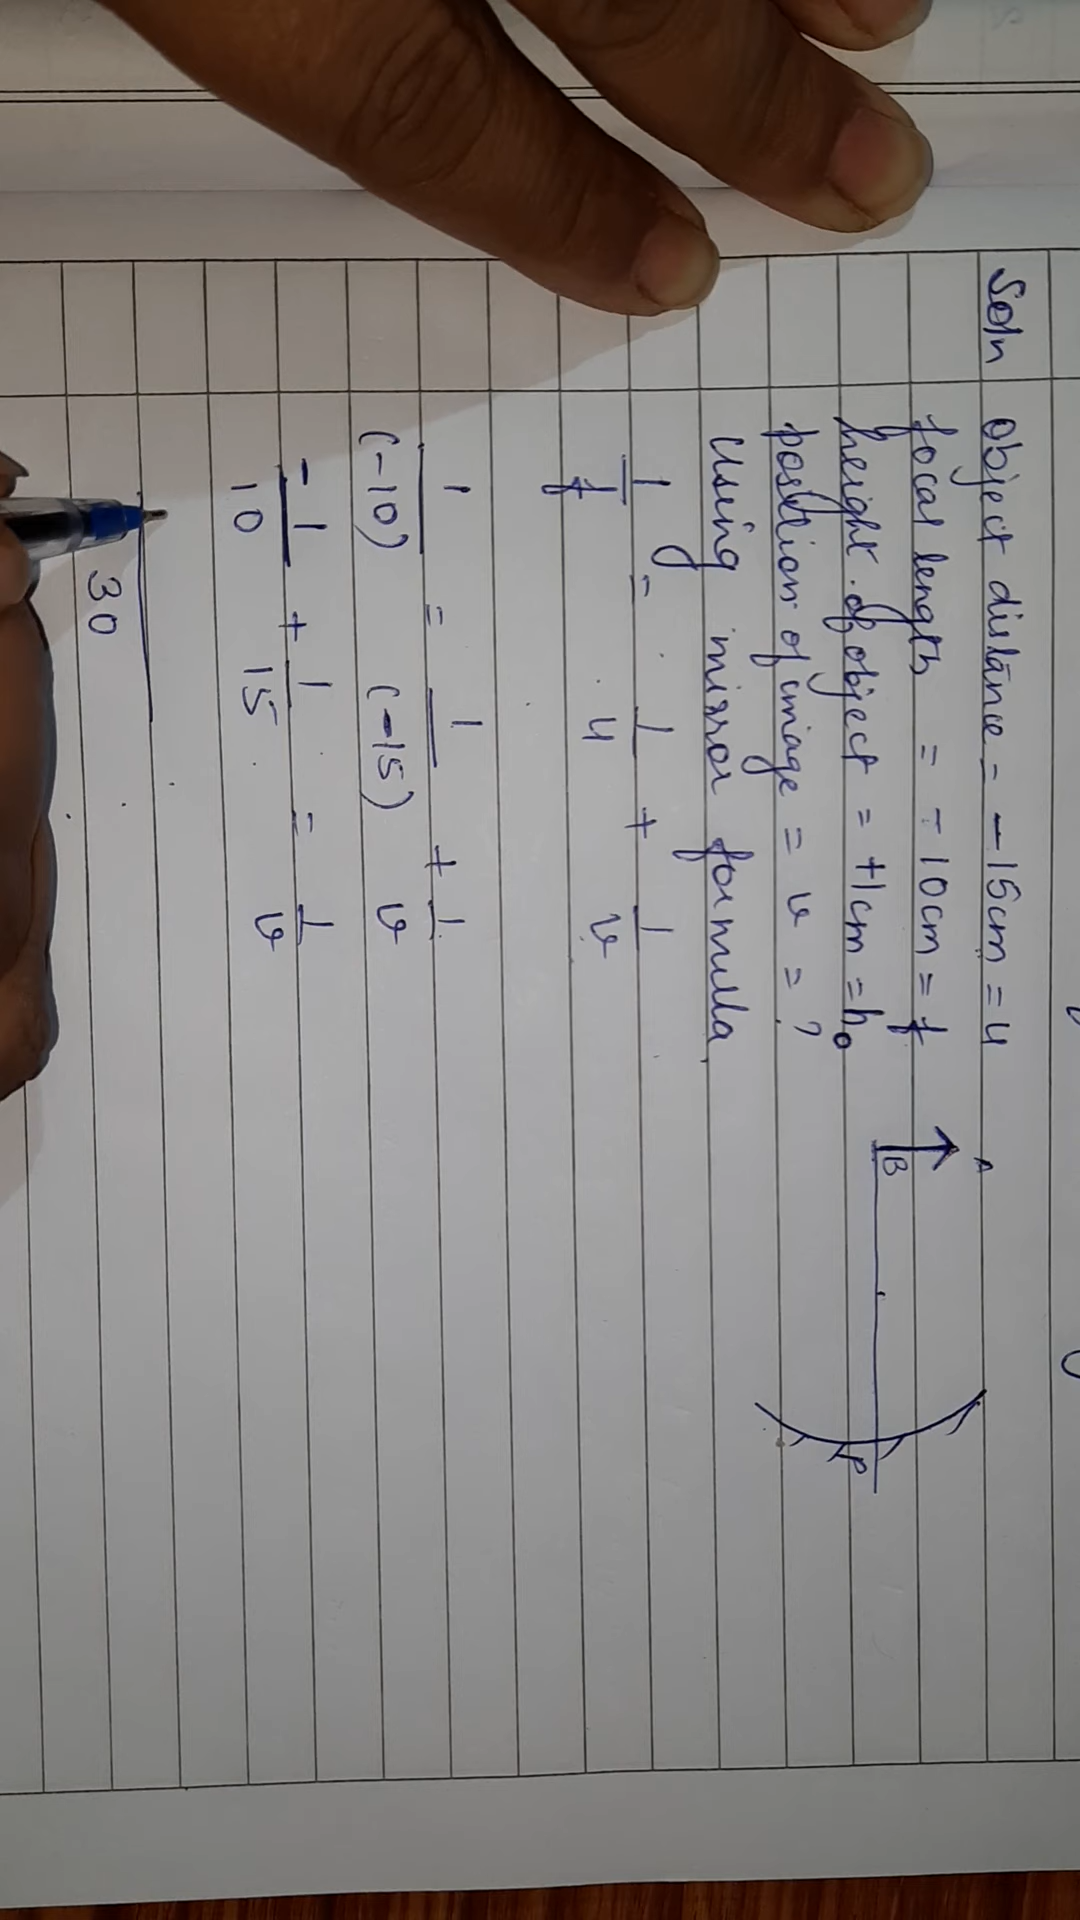 Soln object distance = -15cm = u
focal length = -10cm = f
height of object = +1cm = ho
position of image = v = ?
Using mirror formula
1/f = 1/u + 1/v
1/(-10) = 1/(-15) + 1/v
-1/10 + 1/15 = 1/v
30
A
B
P